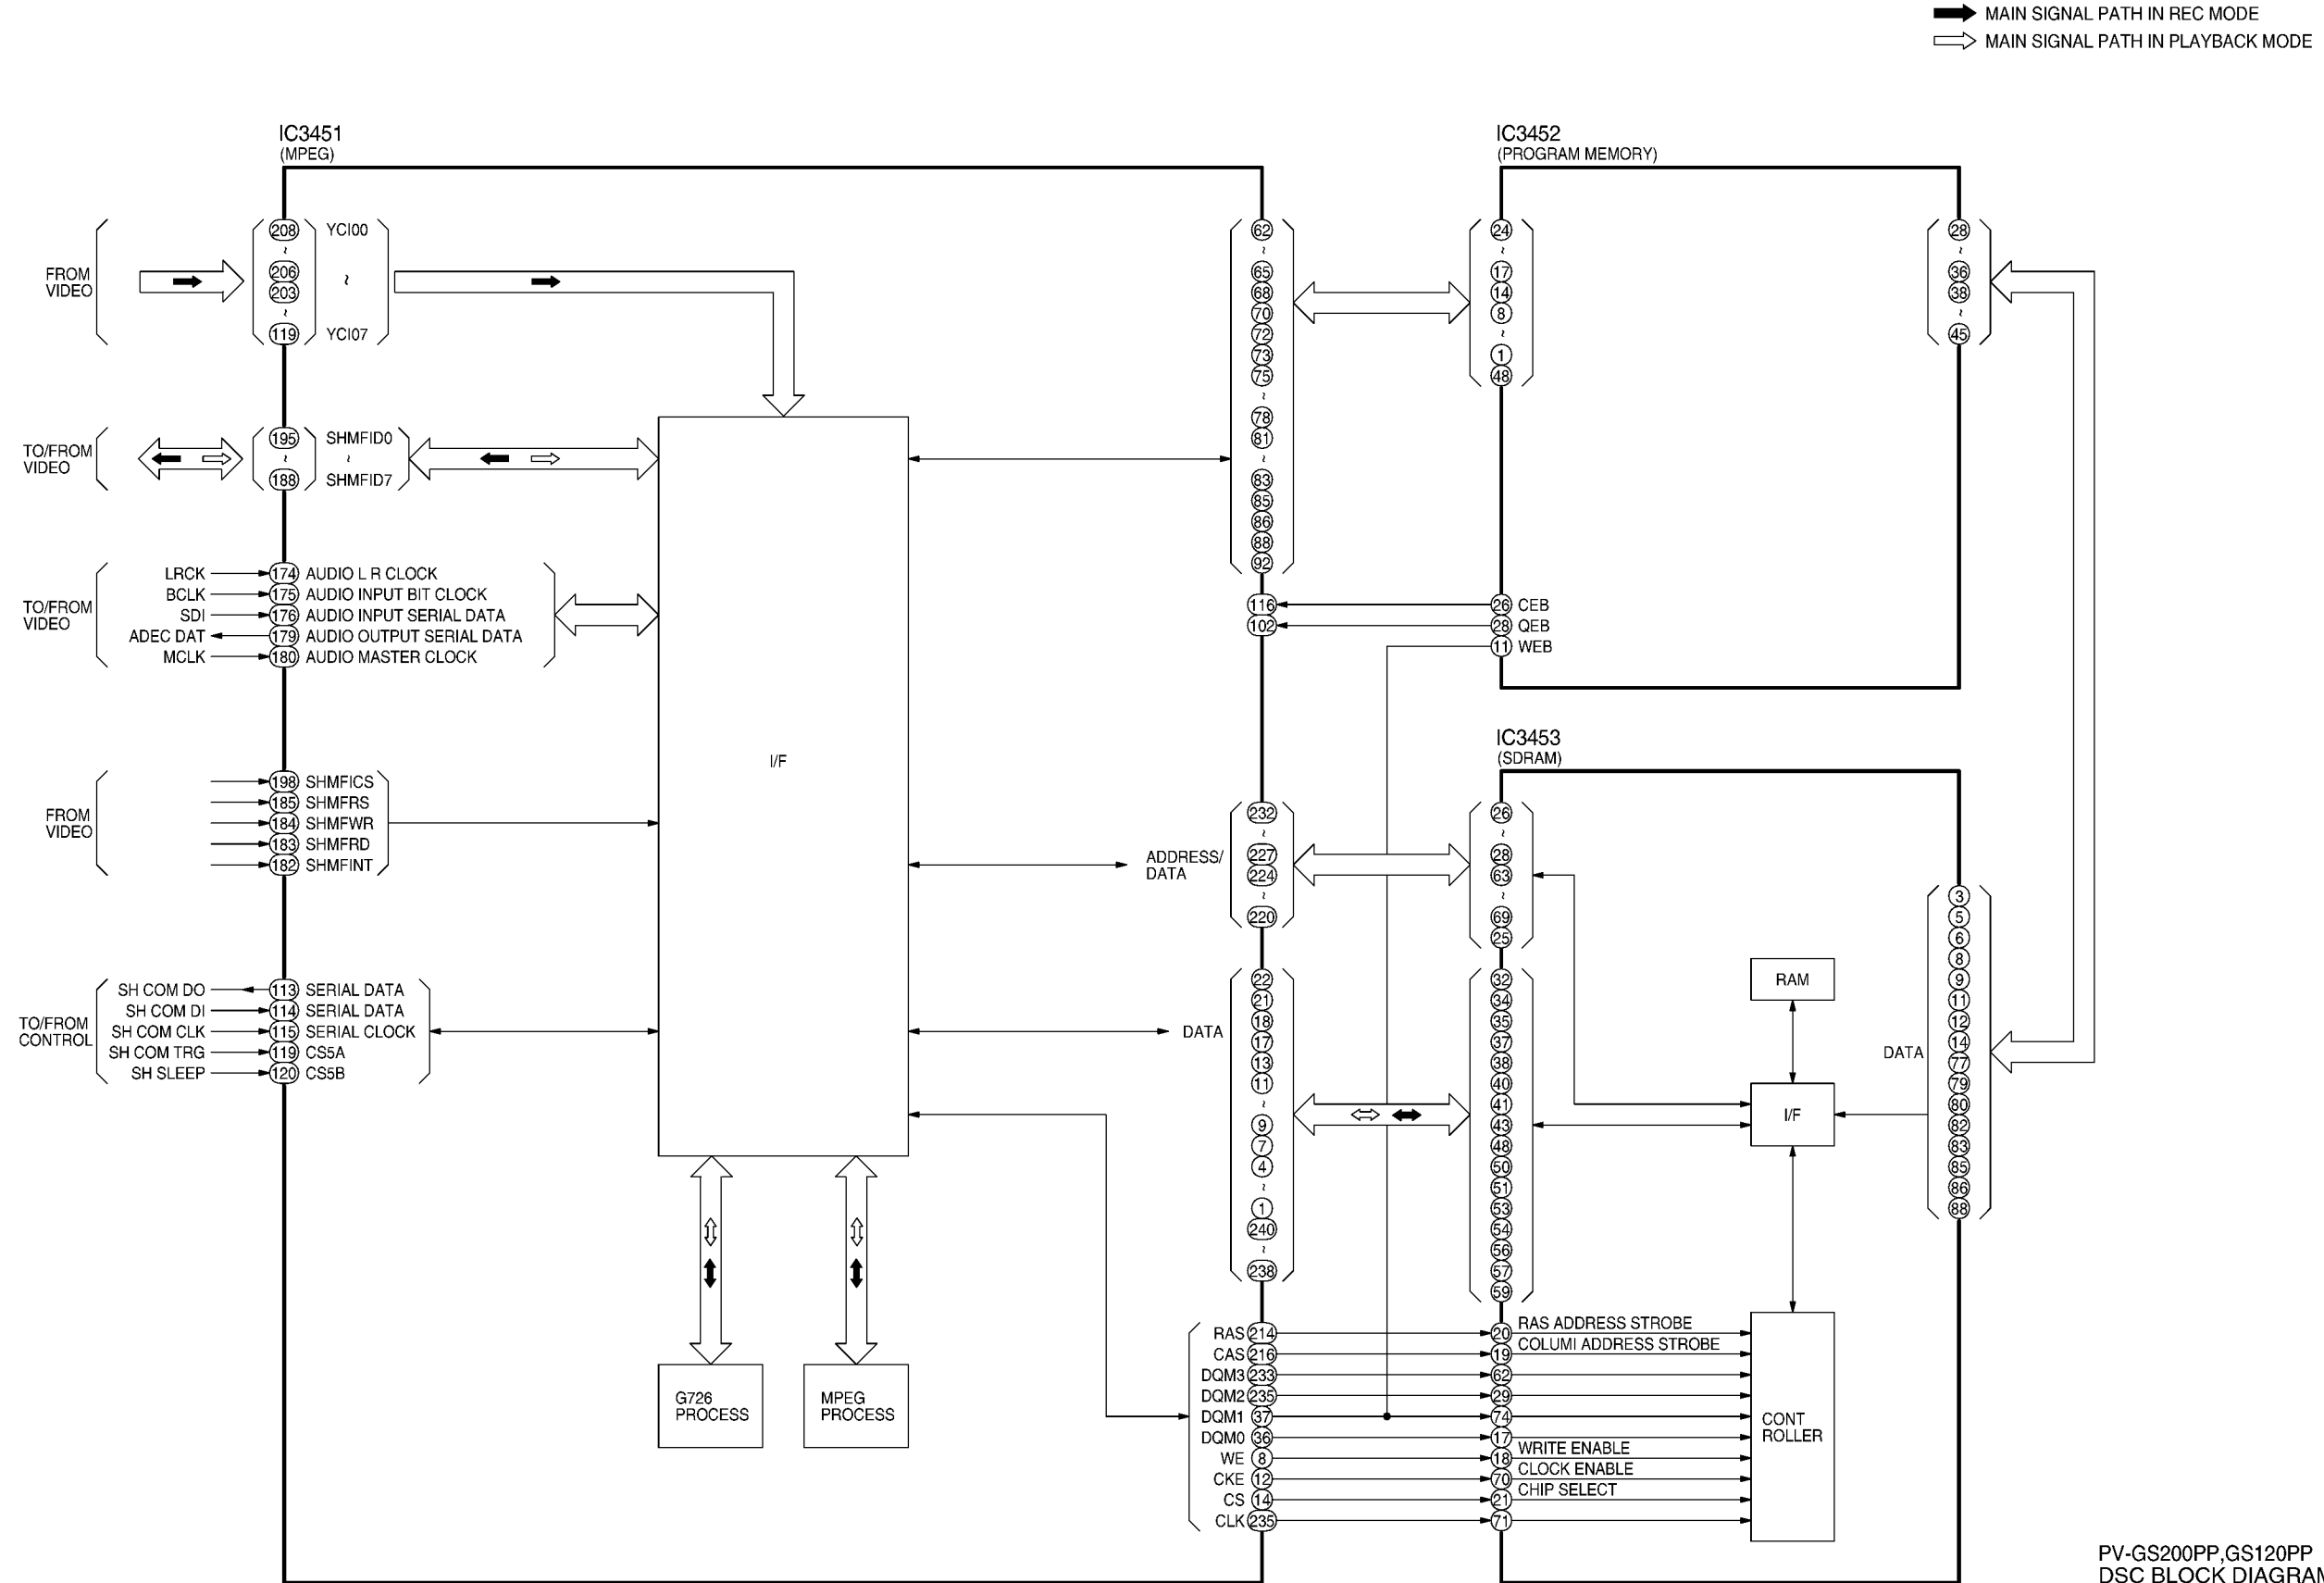 MAIN SIGNAL PATH IN REC MODE
MAIN SIGNAL PATH IN PLAYBACK MODE
IC3451
(MPEG)
FROM
VIDEO
208
~
206
203
~
119
YCI00
~
YCI07
TO/FROM
VIDEO
195
~
188
SHMFID0
~
SHMFID7
TO/FROM
VIDEO
LRCK 174 AUDIO L R CLOCK
BCLK 175 AUDIO INPUT BIT CLOCK
SDI 176 AUDIO INPUT SERIAL DATA
ADEC DAT 179 AUDIO OUTPUT SERIAL DATA
MCLK 180 AUDIO MASTER CLOCK
FROM
VIDEO
198 SHMFICS
185 SHMFRS
184 SHMFWR
183 SHMFRD
182 SHMFINT
TO/FROM
CONTROL
SH COM DO 113 SERIAL DATA
SH COM DI 114 SERIAL DATA
SH COM CLK 115 SERIAL CLOCK
SH COM TRG 119 CS5A
SH SLEEP 120 CS5B
I/F
G726
PROCESS
MPEG
PROCESS
62
~
65
68
70
72
73
75
~
78
81
~
83
85
86
88
92
116
102
ADDRESS/
DATA
232
~
227
224
~
220
DATA
22
21
18
17
13
11
~
9
7
4
~
1
240
~
238
RAS 214
CAS 216
DQM3 233
DQM2 235
DQM1 37
DQM0 36
WE 8
CKE 12
CS 14
CLK 235
IC3452
(PROGRAM MEMORY)
24
~
17
14
8
~
1
48
26 CEB
28 QEB
11 WEB
28
~
36
38
~
45
IC3453
(SDRAM)
26
~
28
63
~
69
25
32
34
35
37
38
40
41
43
48
50
51
53
54
56
57
59
20 RAS ADDRESS STROBE
19 COLUMI ADDRESS STROBE
62
29
74
17
18 WRITE ENABLE
70 CLOCK ENABLE
21 CHIP SELECT
71
RAM
I/F
CONT
ROLLER
DATA
3
5
6
8
9
11
12
14
77
79
80
82
83
85
86
88
PV-GS200PP,GS120PP
DSC BLOCK DIAGRAM